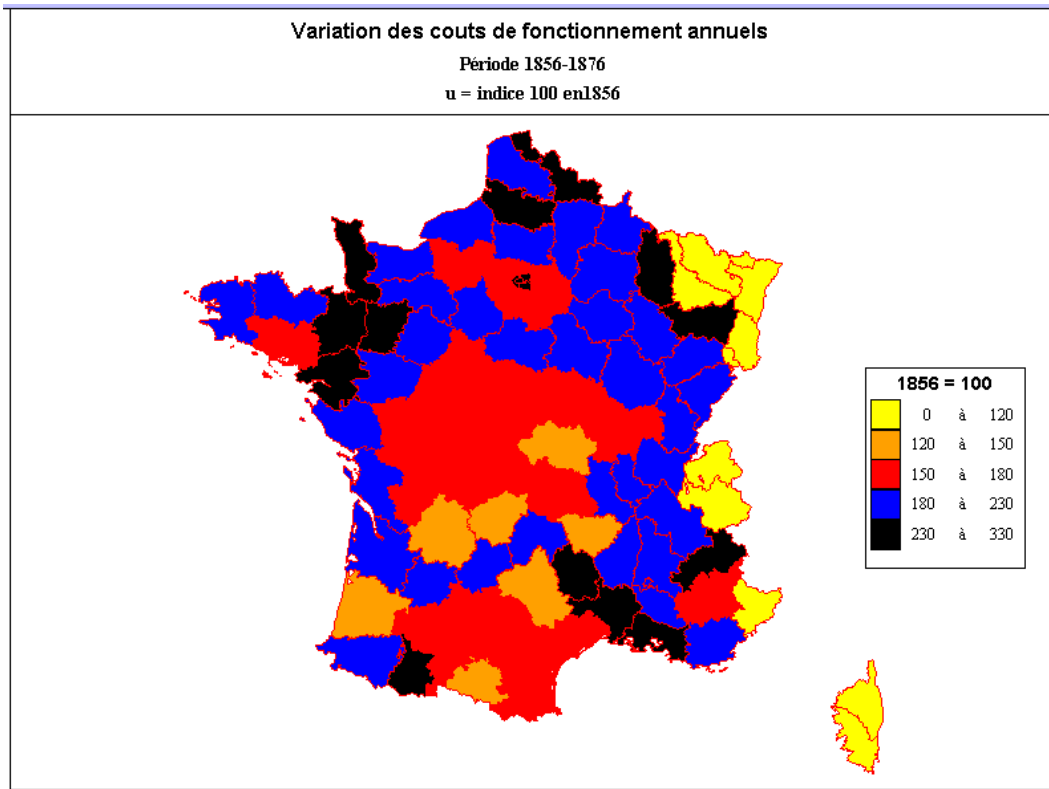 Variation des couts de fonctionnement annuels
Période 1856-1876
u = indice 100 en1856
1856 = 100
0 à 120
120 à 150
150 à 180
180 à 230
230 à 330